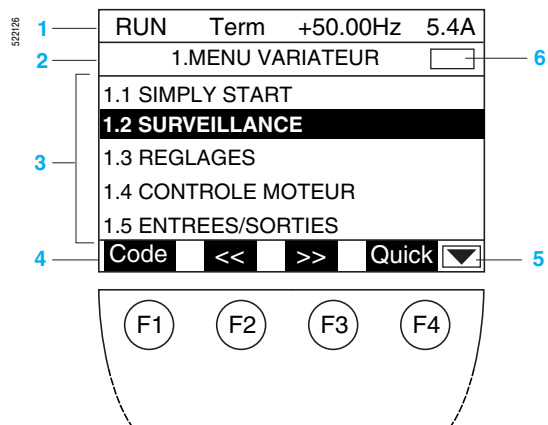 522126
1 RUN Term +50.00Hz 5.4A
2 1.MENU VARIATEUR 6
1.1 SIMPLY START
1.2 SURVEILLANCE
3 1.3 REGLAGES
1.4 CONTROLE MOTEUR
1.5 ENTREES/SORTIES
4 Code << >> Quick 5
F1 F2 F3 F4